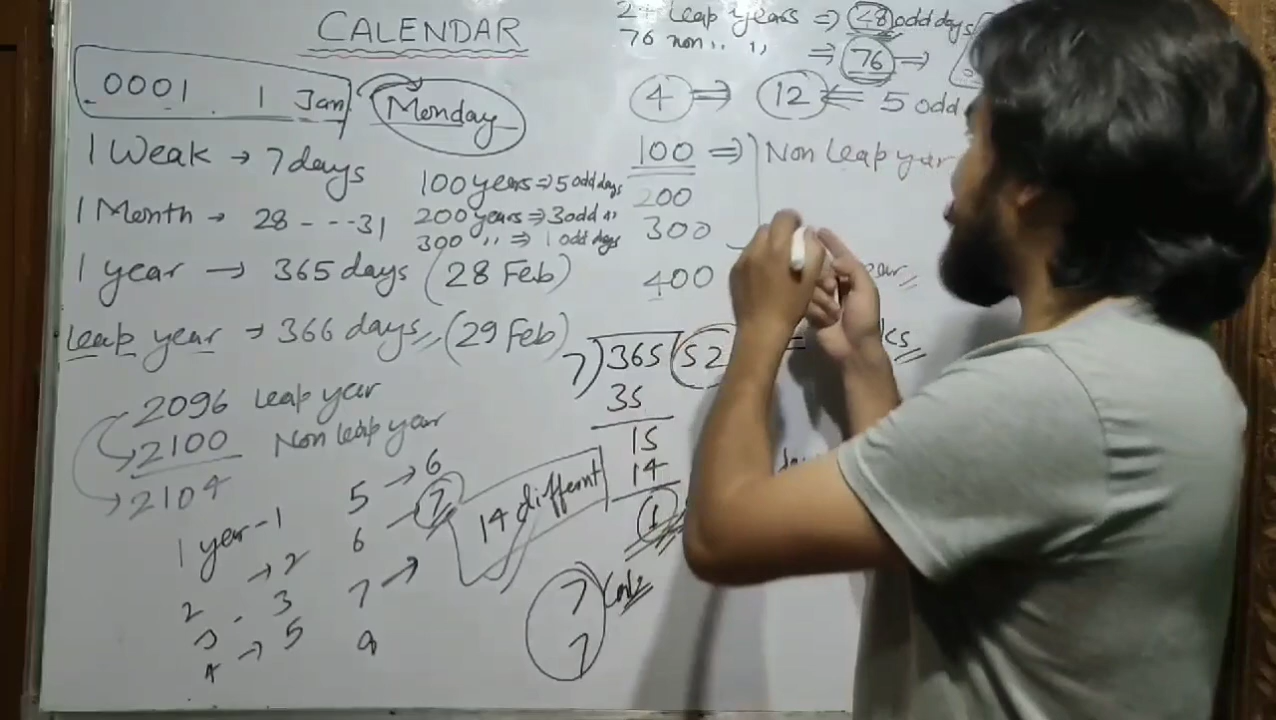 CALENDAR
0001 1 Jan
Monday
1 Weak → 7 days
1 Month → 28 - - - 31
1 year → 365 days (28 Feb)
Leap year → 366 days (29 Feb)
2096 Leap year
2100 Non leap year
2104
1 year - 1
2 → 2
3 - 3
4 → 5
5 → 6
6 → 7
7 →
14 differnt
100 years ⇒ 5 odd days
200 years ⇒ 3 odd "
300 " ⇒ 1 odd days
Leap years ⇒ 48 odd days
76 non " " ⇒ 76 ⇒
4 ⇒ 12 ⇐ 5 odd
100 ⇒ Non Leap year
200
300
400
7) 365 (52
35
15
14
1
7
7